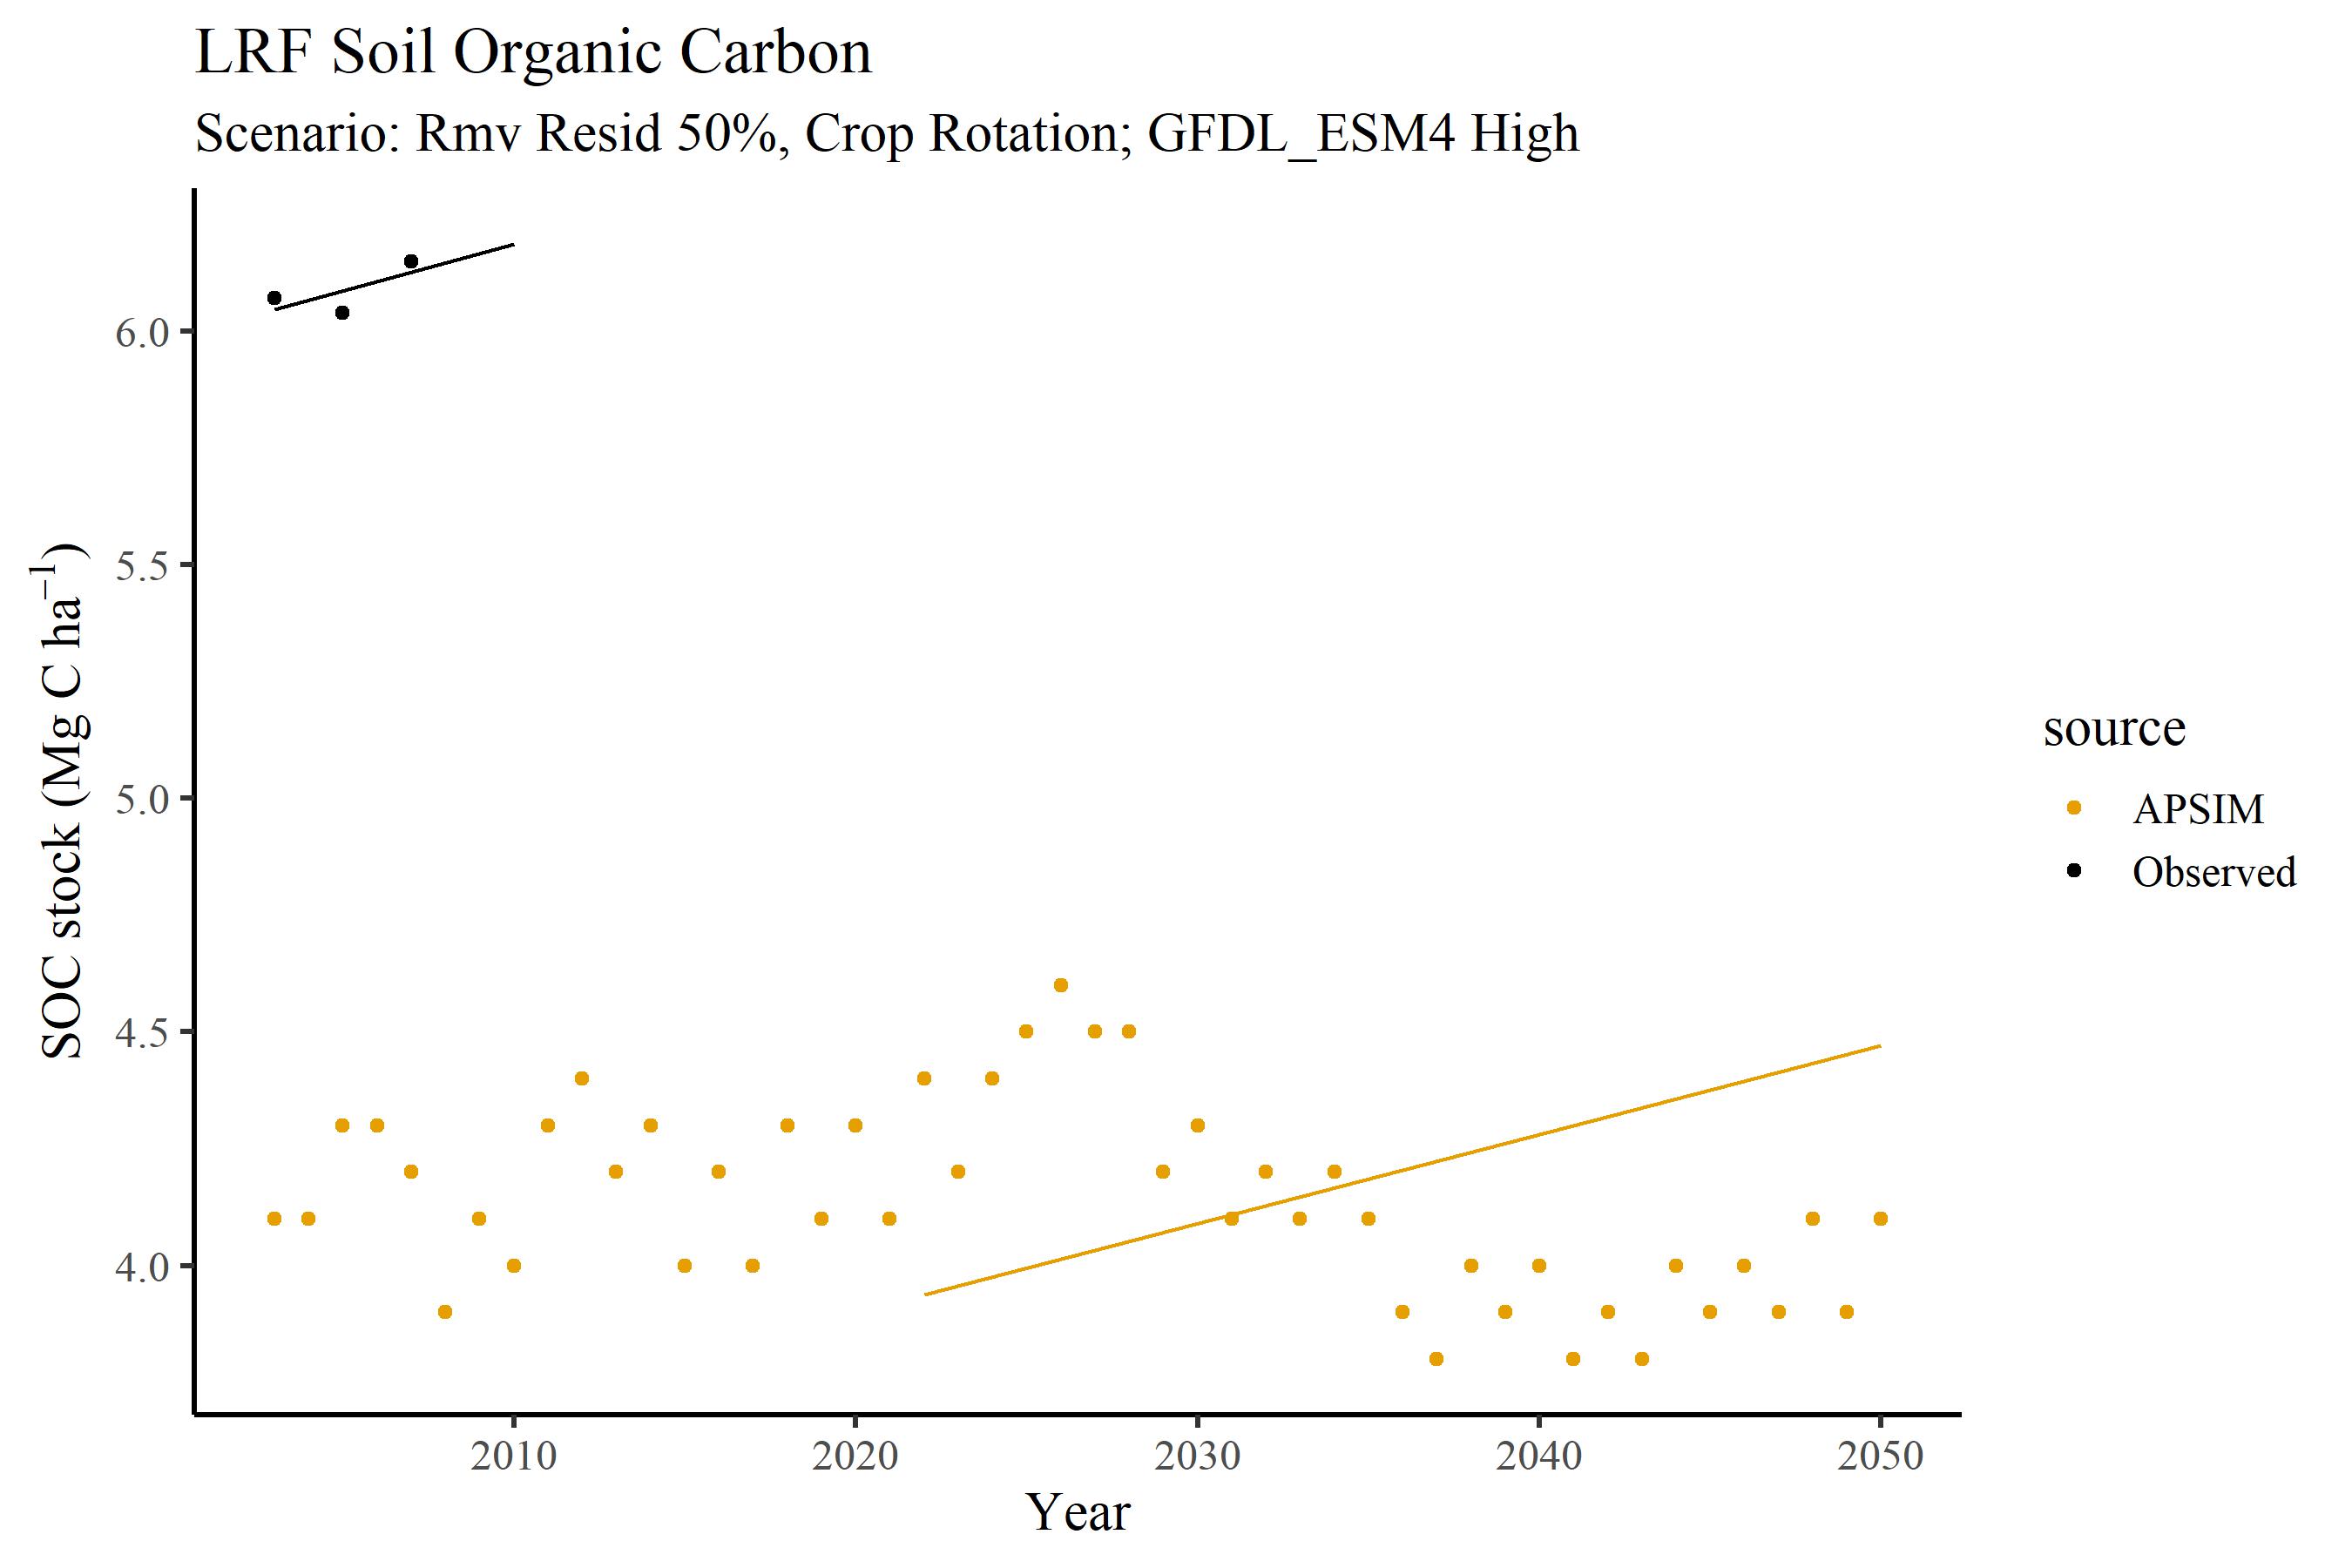 LRF Soil Organic Carbon
Scenario: Rmv Resid 50%, Crop Rotation; GFDL_ESM4 High
SOC stock (Mg C ha⁻¹)
6.0
5.5
5.0
4.5
4.0
2010 2020 2030 2040 2050
Year
source
APSIM
Observed